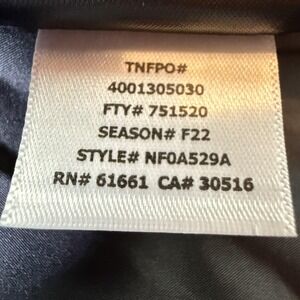 TNFPO#
4001305030
FTY# 751520
SEASON# F22
STYLE# NF0A529A
RN# 61661 CA# 30516